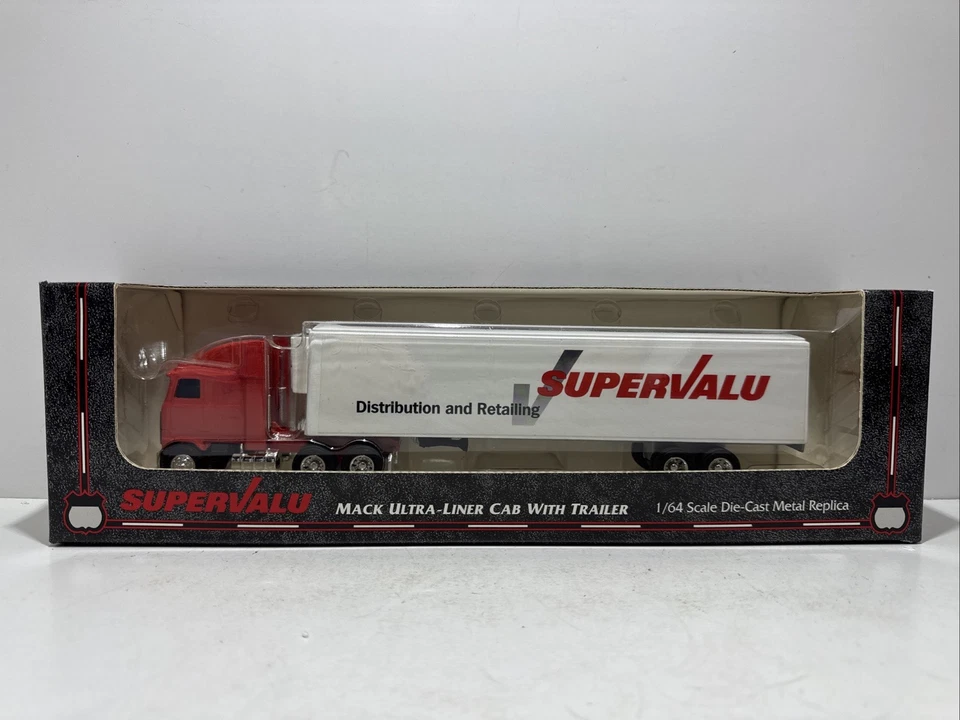 SUPERVALU
Distribution and Retailing
SUPERVALU
MACK ULTRA-LINER CAB WITH TRAILER
1/64 Scale Die-Cast Metal Replica